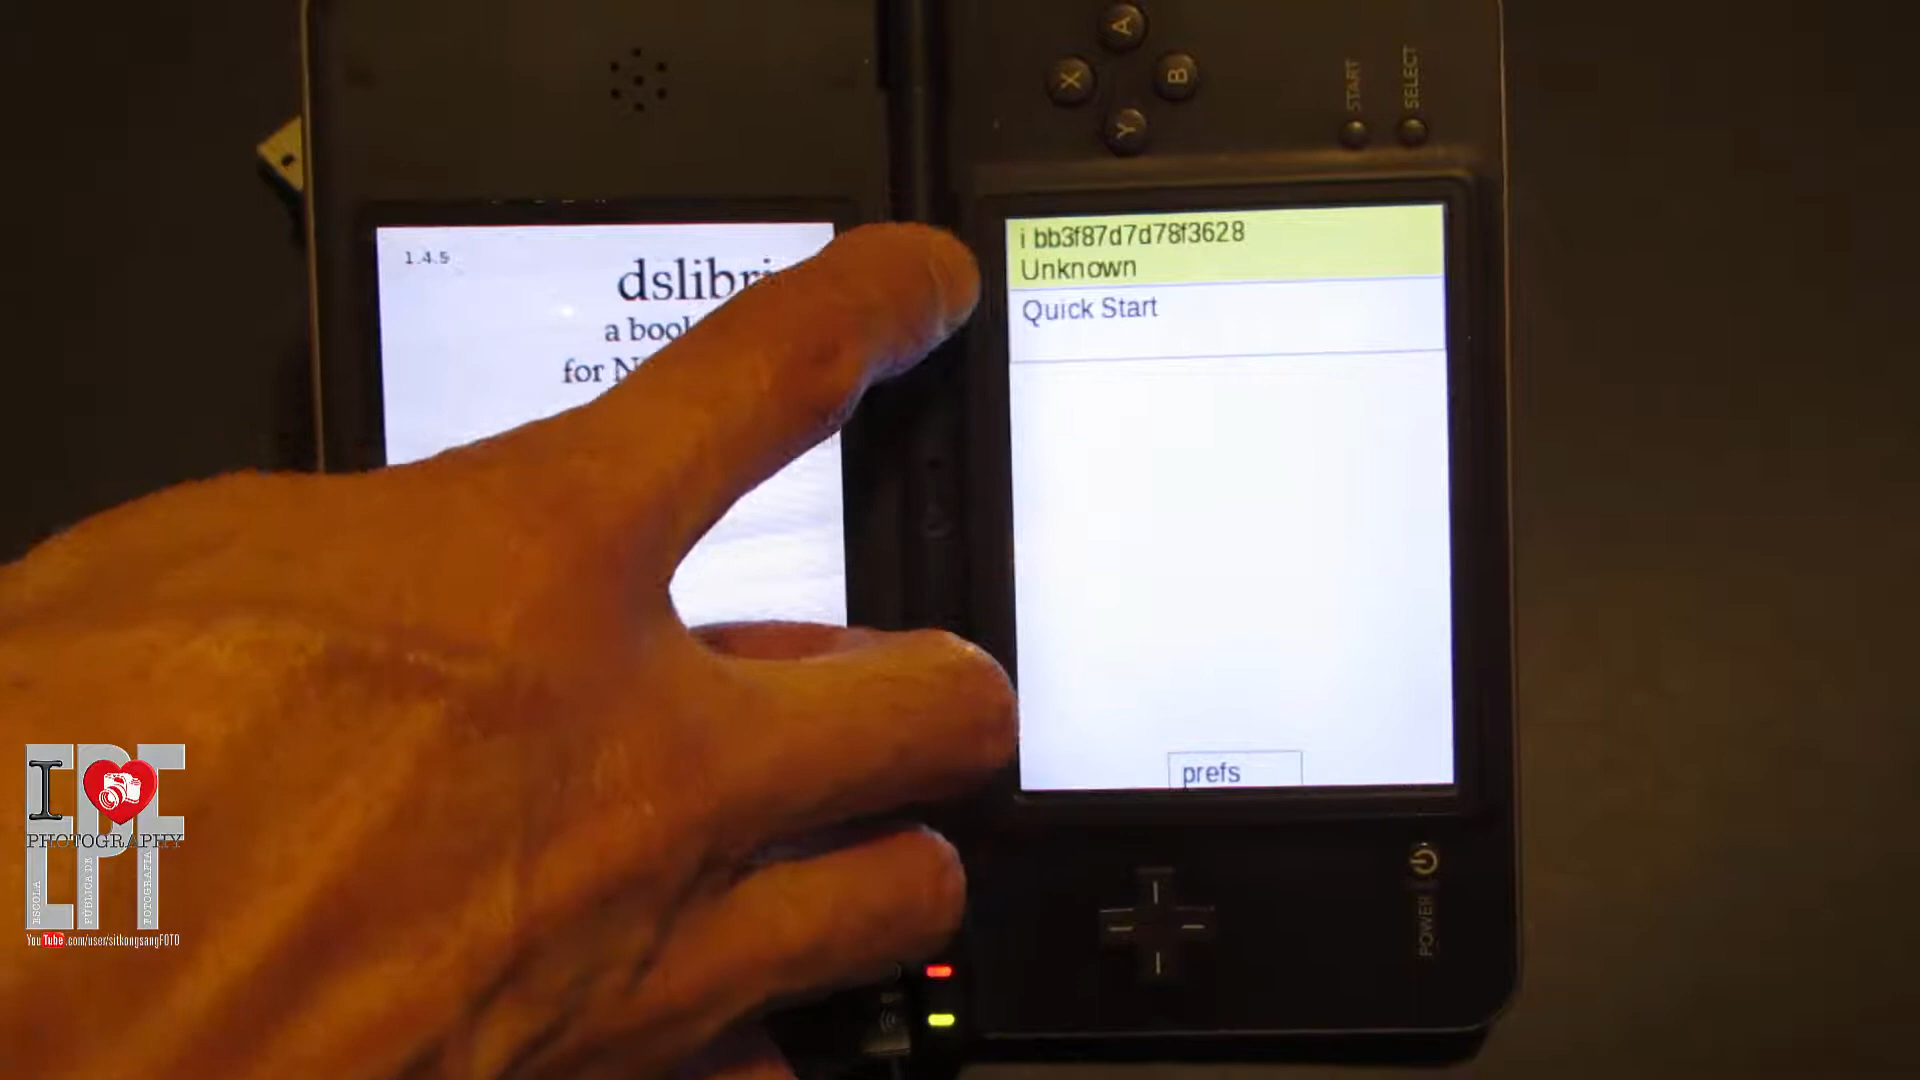 1.4.5
dslibri
a book
for N
i bb3f87d7d78f3628
Unknown
Quick Start
prefs
A
X
B
Y
START
SELECT
POWER
I
PHOTOGRAPHY
ESCOLA
PÚBLICA DE
FOTOGRAFIA
YouTube.com/user/sitkongsangFOTO